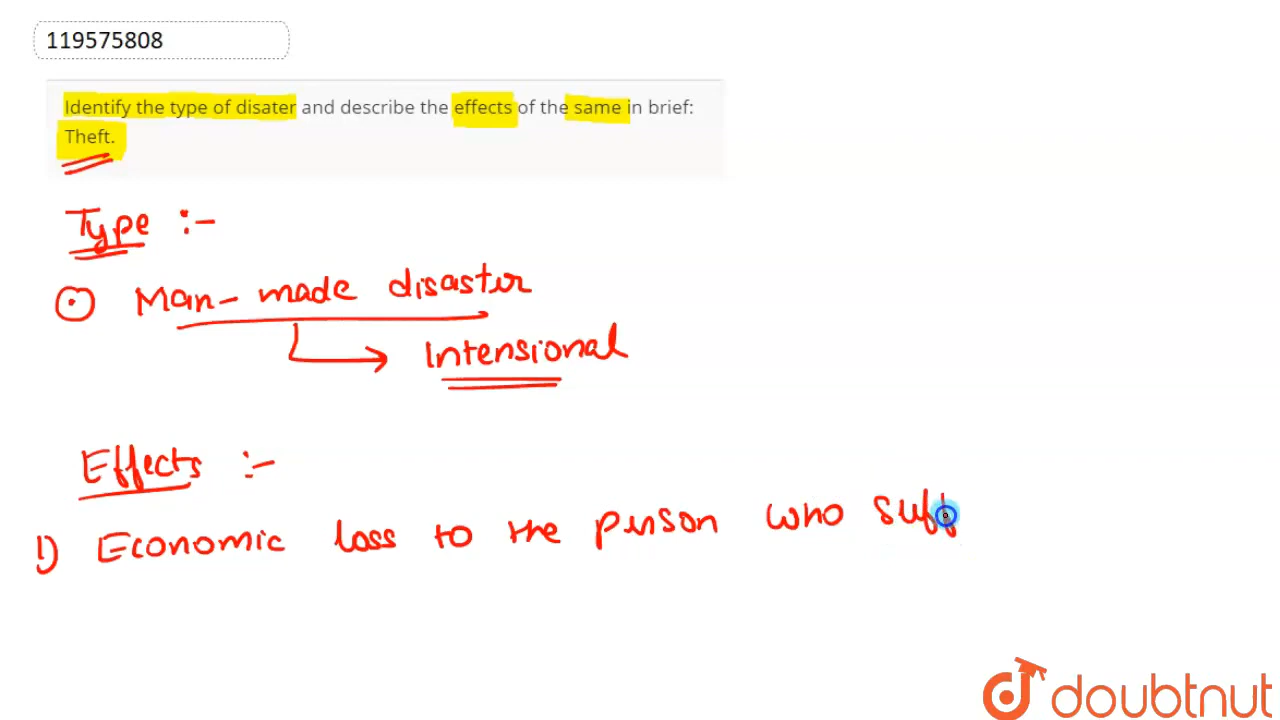 119575808
Identify the type of disater and describe the effects of the same in brief:
Theft.
Type :-
Man-made disaster
Intensional
Effects :-
1) Economic loss to the person who suff
doubtnut